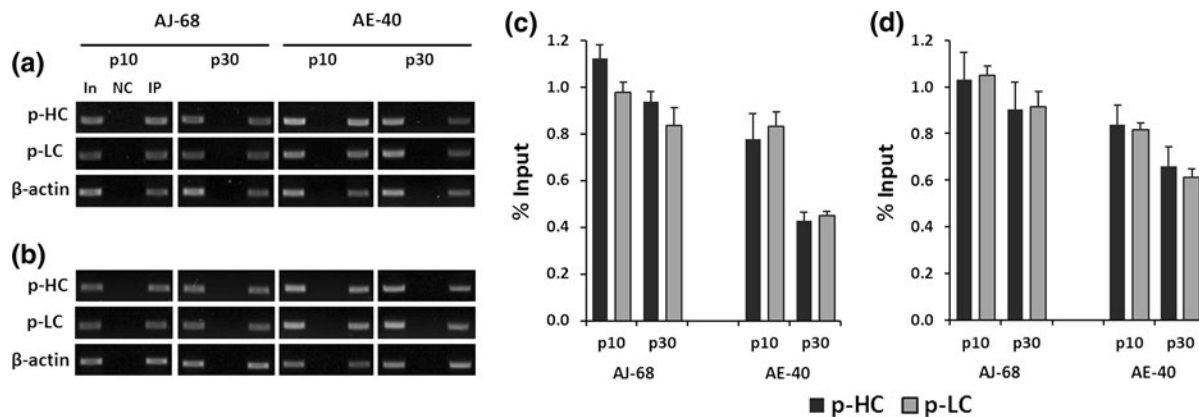 AJ-68 AE-40
(a) p10 p30 p10 p30
In NC IP
p-HC
p-LC
β-actin
(b)
p-HC
p-LC
β-actin
(c)
% Input
1.2
1.0
0.8
0.6
0.4
0.2
0.0
p10 p30 p10 p30
AJ-68 AE-40
(d)
% Input
1.2
1.0
0.8
0.6
0.4
0.2
0.0
p10 p30 p10 p30
AJ-68 AE-40
p-HC p-LC